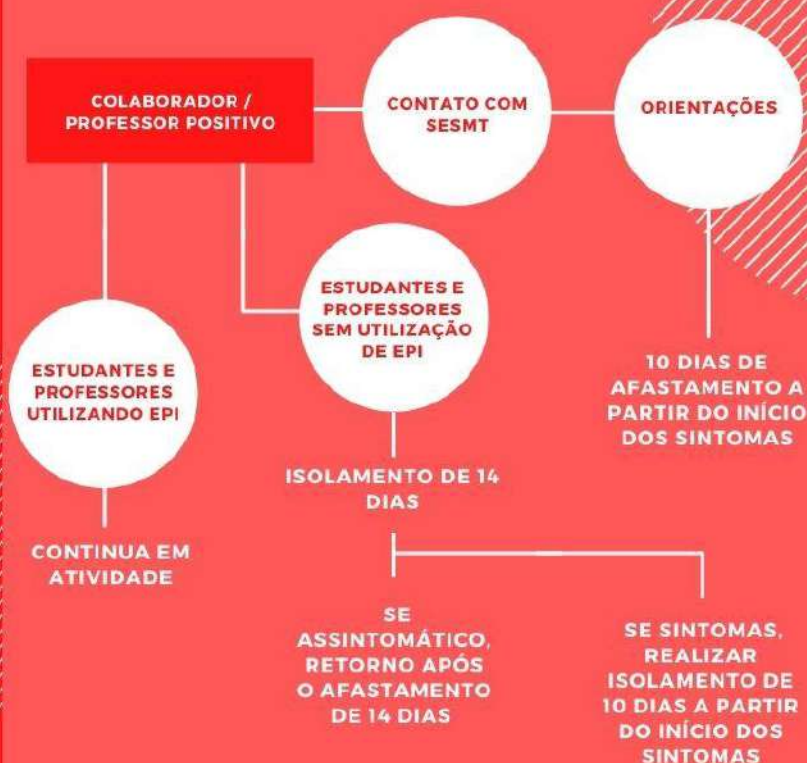 COLABORADOR /
PROFESSOR POSITIVO
CONTATO COM
SESMT
ORIENTAÇÕES
ESTUDANTES E
PROFESSORES
SEM UTILIZAÇÃO
DE EPI
ESTUDANTES E
PROFESSORES
UTILIZANDO EPI
10 DIAS DE
AFASTAMENTO A
PARTIR DO INÍCIO
DOS SINTOMAS
ISOLAMENTO DE 14
DIAS
CONTINUA EM
ATIVIDADE
SE
ASSINTOMÁTICO,
RETORNO APÓS
O AFASTAMENTO
DE 14 DIAS
SE SINTOMAS,
REALIZAR
ISOLAMENTO DE
10 DIAS A PARTIR
DO INÍCIO DOS
SINTOMAS